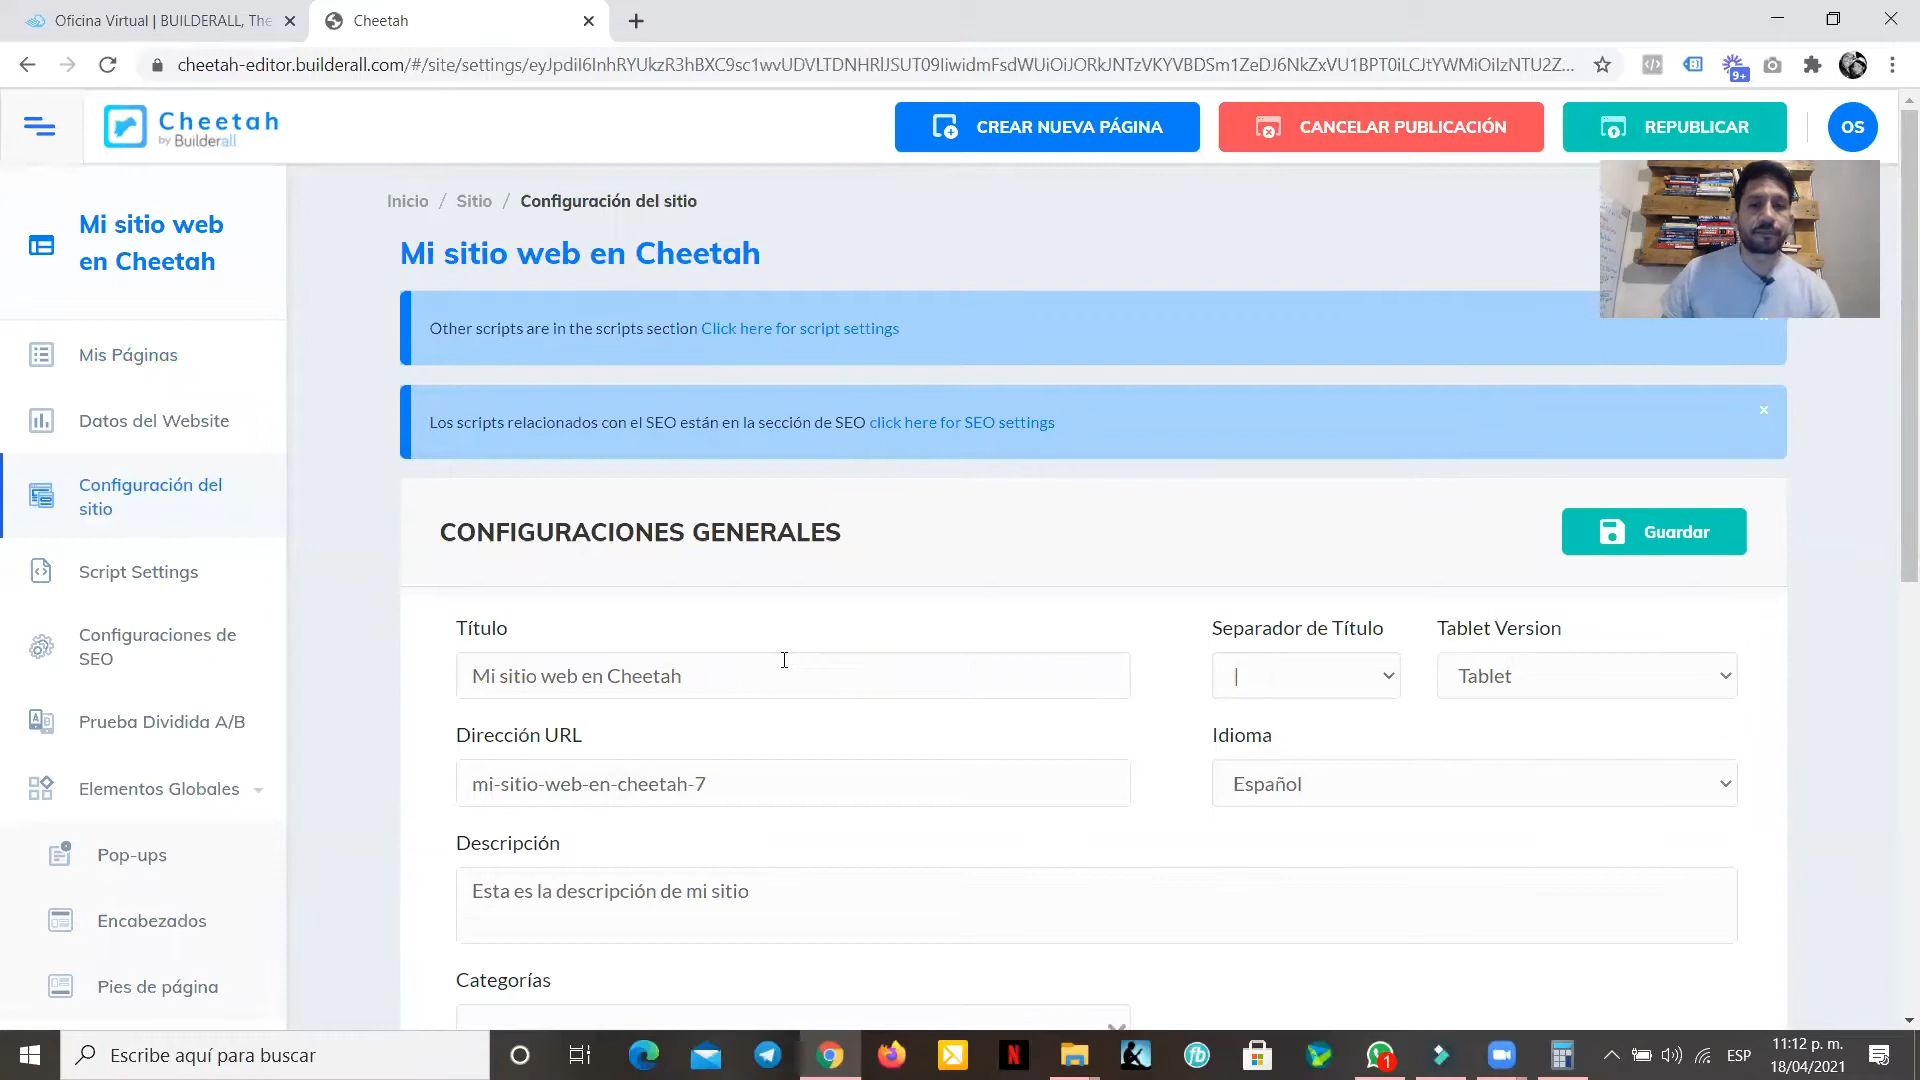 Oficina Virtual | BUILDERALL, The
Cheetah
cheetah-editor.builderall.com/#/site/settings/eyJpdiI6InhRYUkzR3hBXC9sc1wvUDVLTDNHRlJSUT09IiwidmFsdWUiOiJORkJNTzVKYVBDSm1ZeDJ6NkZxVU1BPT0iLCJtYWMiOiIzNTU2Z...
9+
Cheetah
by Builderall
CREAR NUEVA PÁGINA
CANCELAR PUBLICACIÓN
REPUBLICAR
OS
Mi sitio web
en Cheetah
Mis Páginas
Datos del Website
Configuración del
sitio
Script Settings
Configuraciones de
SEO
Prueba Dividida A/B
Elementos Globales
Pop-ups
Encabezados
Pies de página
Inicio / Sitio / Configuración del sitio
Mi sitio web en Cheetah
Other scripts are in the scripts section Click here for script settings
Los scripts relacionados con el SEO están en la sección de SEO click here for SEO settings
CONFIGURACIONES GENERALES
Guardar
Título
Separador de Título
Tablet Version
Mi sitio web en Cheetah
|
Tablet
Dirección URL
Idioma
mi-sitio-web-en-cheetah-7
Español
Descripción
Esta es la descripción de mi sitio
Categorías
Escribe aquí para buscar
1
ESP
11:12 p. m.
18/04/2021